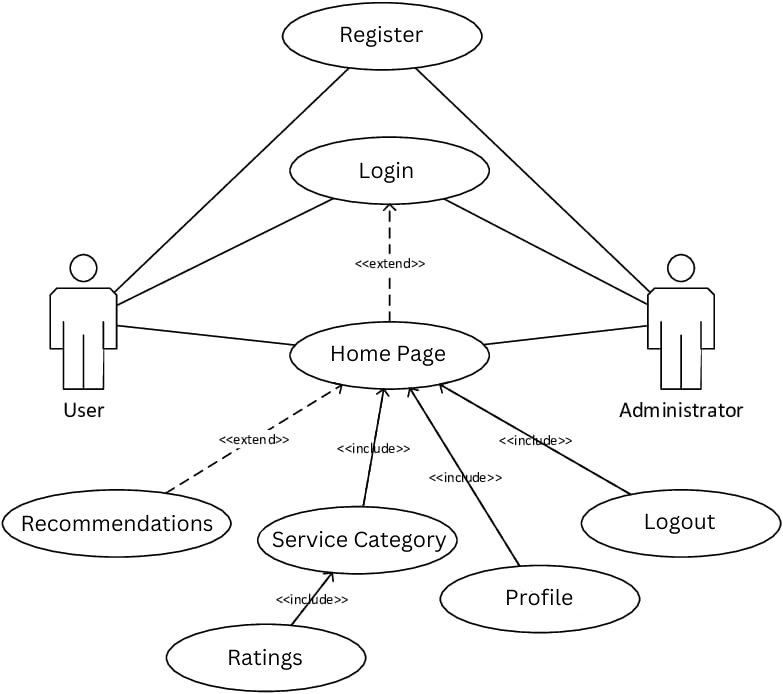 Register
Login
<<extend>>
Home Page
User
Administrator
<<extend>>
<<include>>
<<include>>
<<include>>
Recommendations
Service Category
Logout
<<include>>
Profile
Ratings